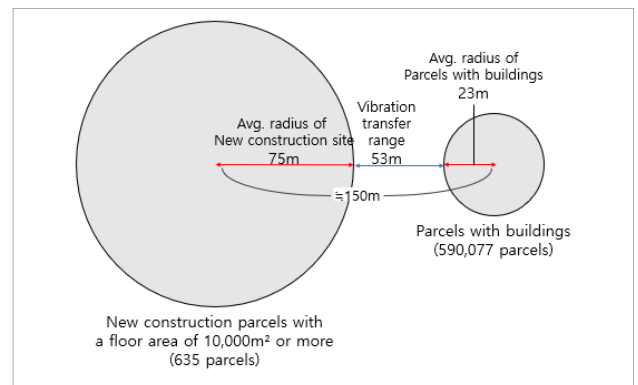 Avg. radius of
Parcels with buildings
23m
Vibration
transfer
range
53m
Avg. radius of
New construction site
75m
≒150m
Parcels with buildings
(590,077 parcels)
New construction parcels with
a floor area of 10,000m² or more
(635 parcels)